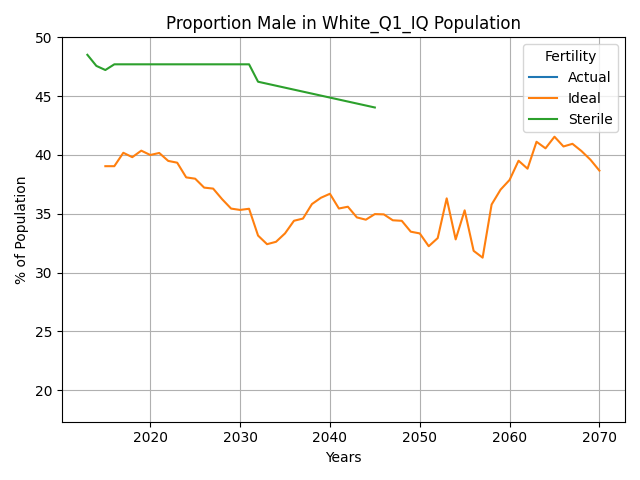 Proportion Male in White_Q1_IQ Population
Fertility
Actual
Ideal
Sterile
% of Population
50
45
40
35
30
25
20
2020 2030 2040 2050 2060 2070
Years